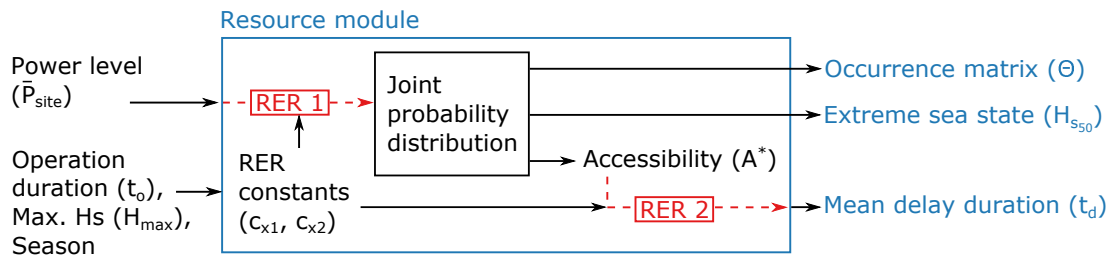 Resource module
Power level
(P̄site)
RER 1
Joint
probability
distribution
Occurrence matrix (Θ)
Extreme sea state (Hs50)
Operation
duration (to),
Max. Hs (Hmax),
Season
RER
constants
(cx1, cx2)
Accessibility (A*)
RER 2
Mean delay duration (td)